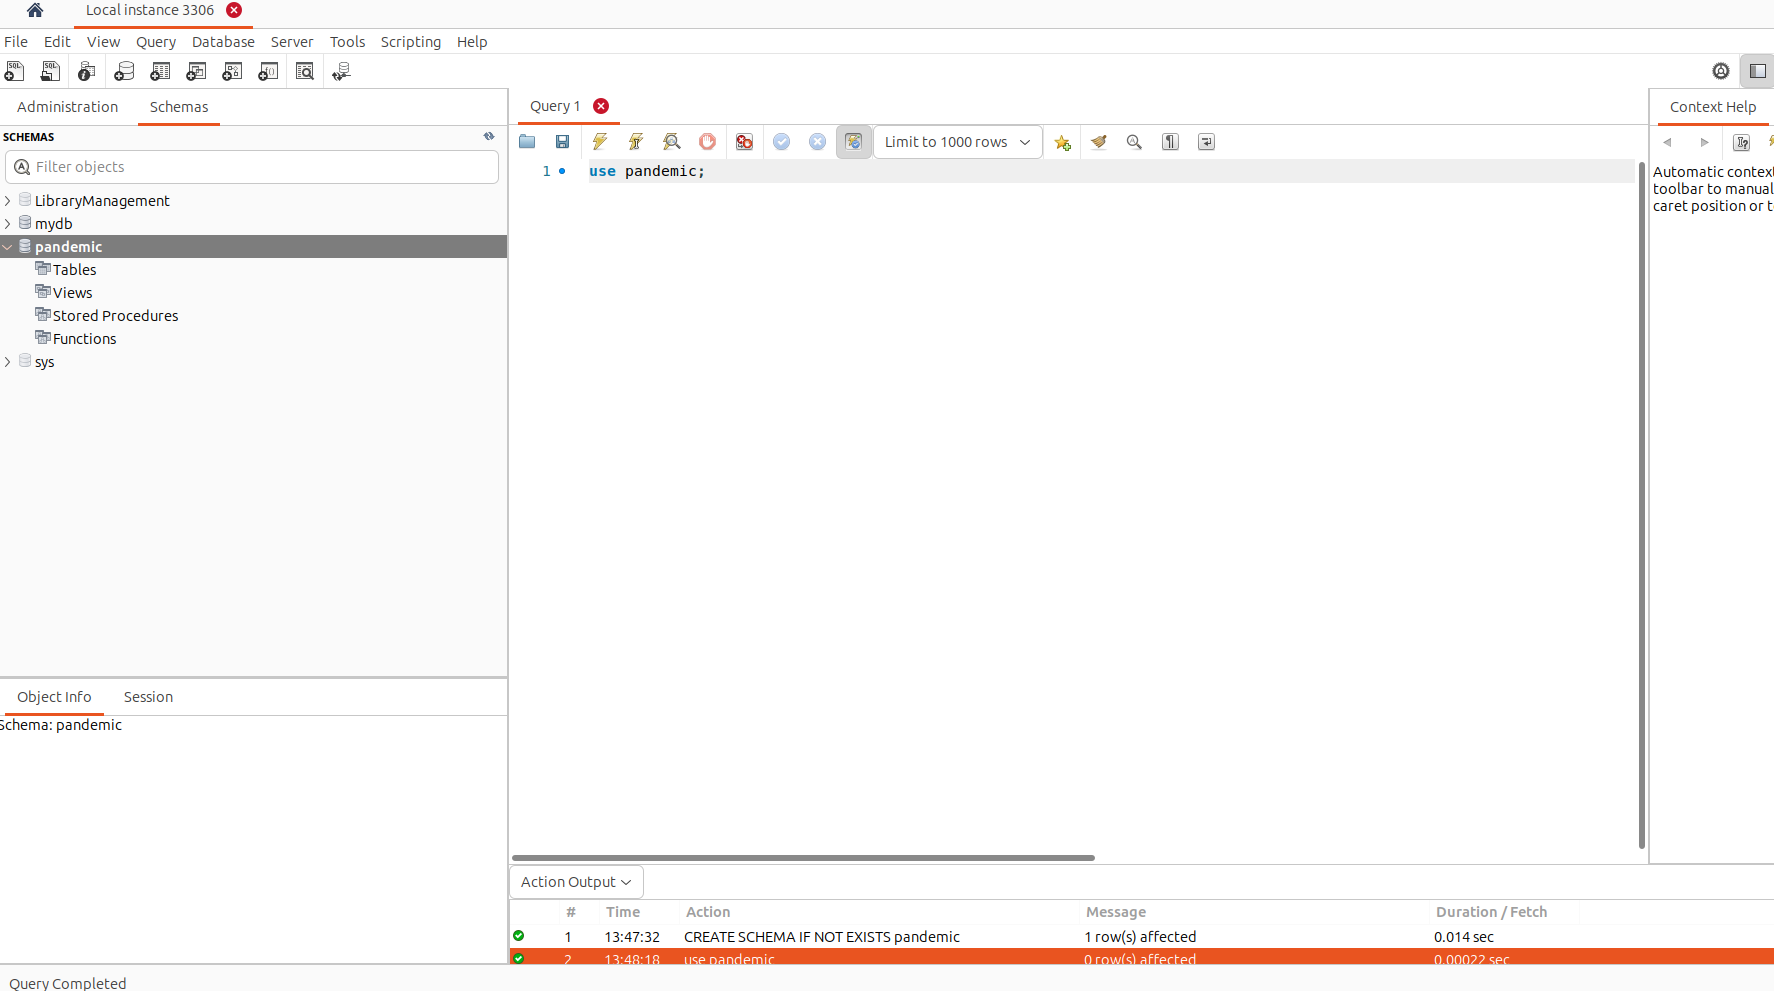 Local instance 3306
File Edit View Query Database Server Tools Scripting Help
Administration Schemas
SCHEMAS
Filter objects
LibraryManagement
mydb
pandemic
Tables
Views
Stored Procedures
Functions
sys
Object Info Session
Schema: pandemic
Query 1
Limit to 1000 rows
1 use pandemic;
Context Help
Automatic context
toolbar to manual
caret position or t
Action Output
# Time Action Message Duration / Fetch
1 13:47:32 CREATE SCHEMA IF NOT EXISTS pandemic 1 row(s) affected 0.014 sec
2 13:48:18 use pandemic 0 row(s) affected 0.00022 sec
Query Completed